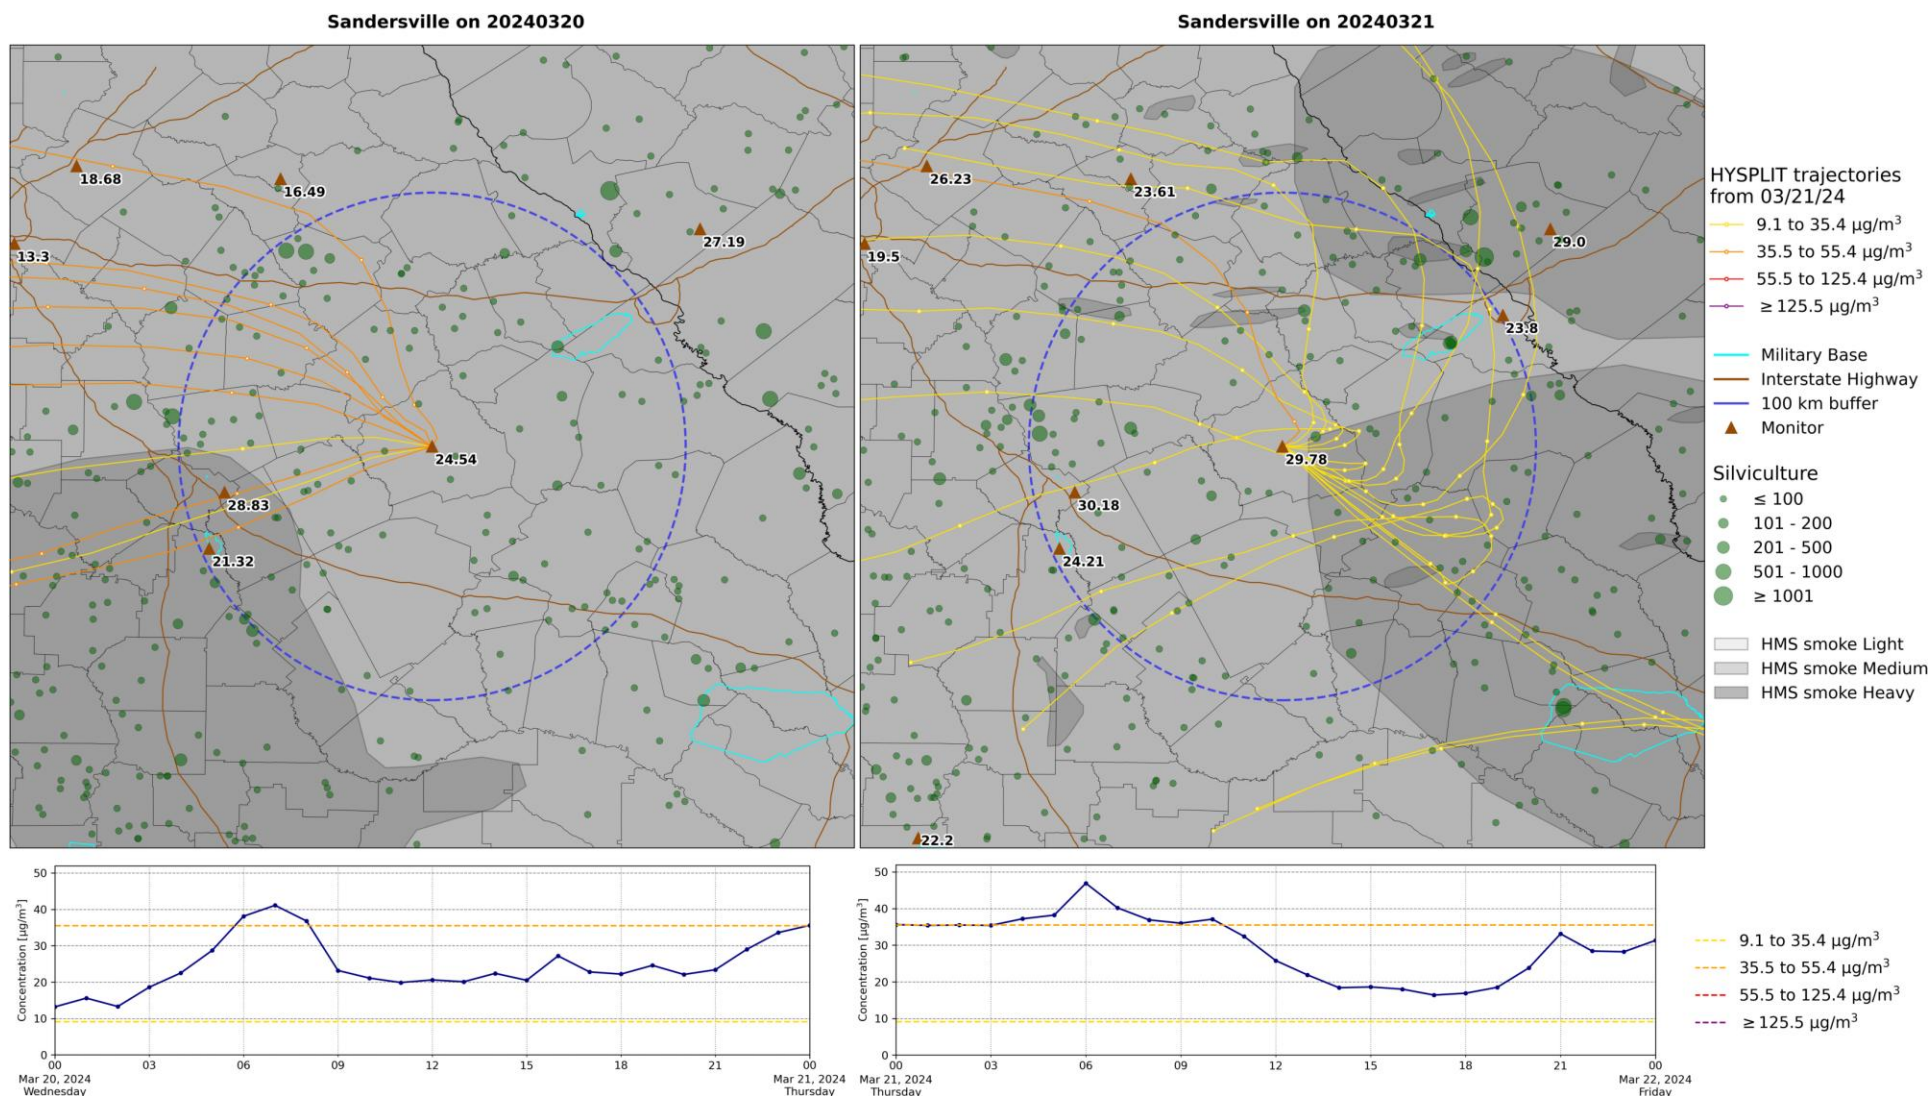 Sandersville on 20240320
Sandersville on 20240321
18.68
16.49
27.19
13.3
24.54
28.83
21.32
26.23
23.61
29.0
19.5
23.8
29.78
30.18
24.21
22.2
HYSPLIT trajectories
from 03/21/24
9.1 to 35.4 µg/m³
35.5 to 55.4 µg/m³
55.5 to 125.4 µg/m³
≥ 125.5 µg/m³
Military Base
Interstate Highway
100 km buffer
Monitor
Silviculture
≤ 100
101 - 200
201 - 500
501 - 1000
≥ 1001
HMS smoke Light
HMS smoke Medium
HMS smoke Heavy
Concentration [µg/m³]
50
40
30
20
10
0
00 03 06 09 12 15 18 21 00
Mar 20, 2024
Wednesday
Mar 21, 2024
Thursday
Concentration [µg/m³]
50
40
30
20
10
0
00 03 06 09 12 15 18 21 00
Mar 21, 2024
Thursday
Mar 22, 2024
Friday
9.1 to 35.4 µg/m³
35.5 to 55.4 µg/m³
55.5 to 125.4 µg/m³
≥ 125.5 µg/m³